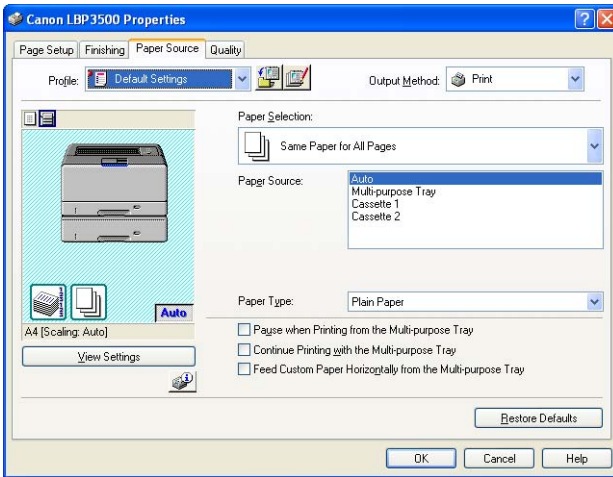 Canon LBP3500 Properties
Page Setup Finishing Paper Source Quality
Profile: Default Settings Output Method: Print
Paper Selection:
Same Paper for All Pages
Paper Source: Auto
Multi-purpose Tray
Cassette 1
Cassette 2
Auto
Paper Type: Plain Paper
A4 [Scaling: Auto]
Pause when Printing from the Multi-purpose Tray
View Settings
Continue Printing with the Multi-purpose Tray
Feed Custom Paper Horizontally from the Multi-purpose Tray
Restore Defaults
OK Cancel Help